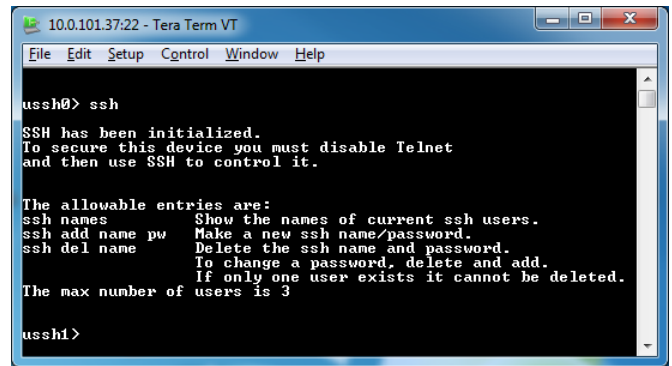 10.0.101.37:22 - Tera Term VT
File Edit Setup Control Window Help
ussh0> ssh
SSH has been initialized.
To secure this device you must disable Telnet
and then use SSH to control it.
The allowable entries are:
ssh names Show the names of current ssh users.
ssh add name pw Make a new ssh name/password.
ssh del name Delete the ssh name and password.
To change a password, delete and add.
If only one user exists it cannot be deleted.
The max number of users is 3
ussh1>